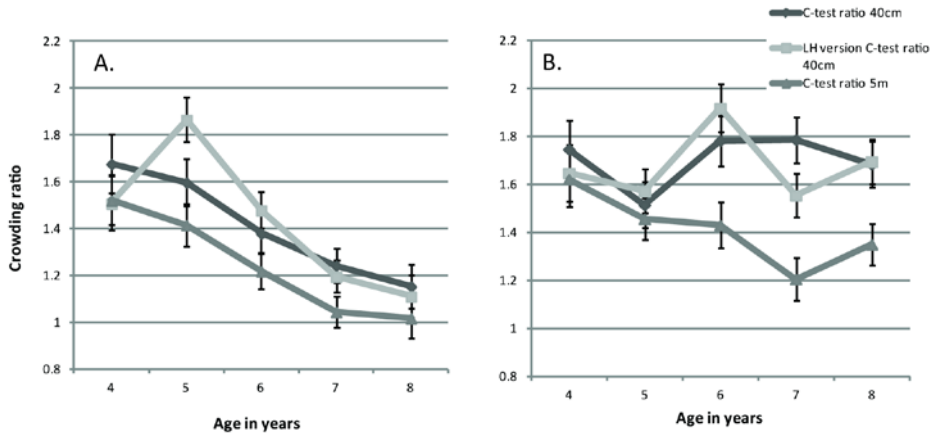 C-test ratio 40cm
LH version C-test ratio
40cm
C-test ratio 5m
A.
2.2
2
1.8
1.6
1.4
1.2
1
0.8
Crowding ratio
4 5 6 7 8
Age in years
B.
2.2
2
1.8
1.6
1.4
1.2
1
0.8
4 5 6 7 8
Age in years